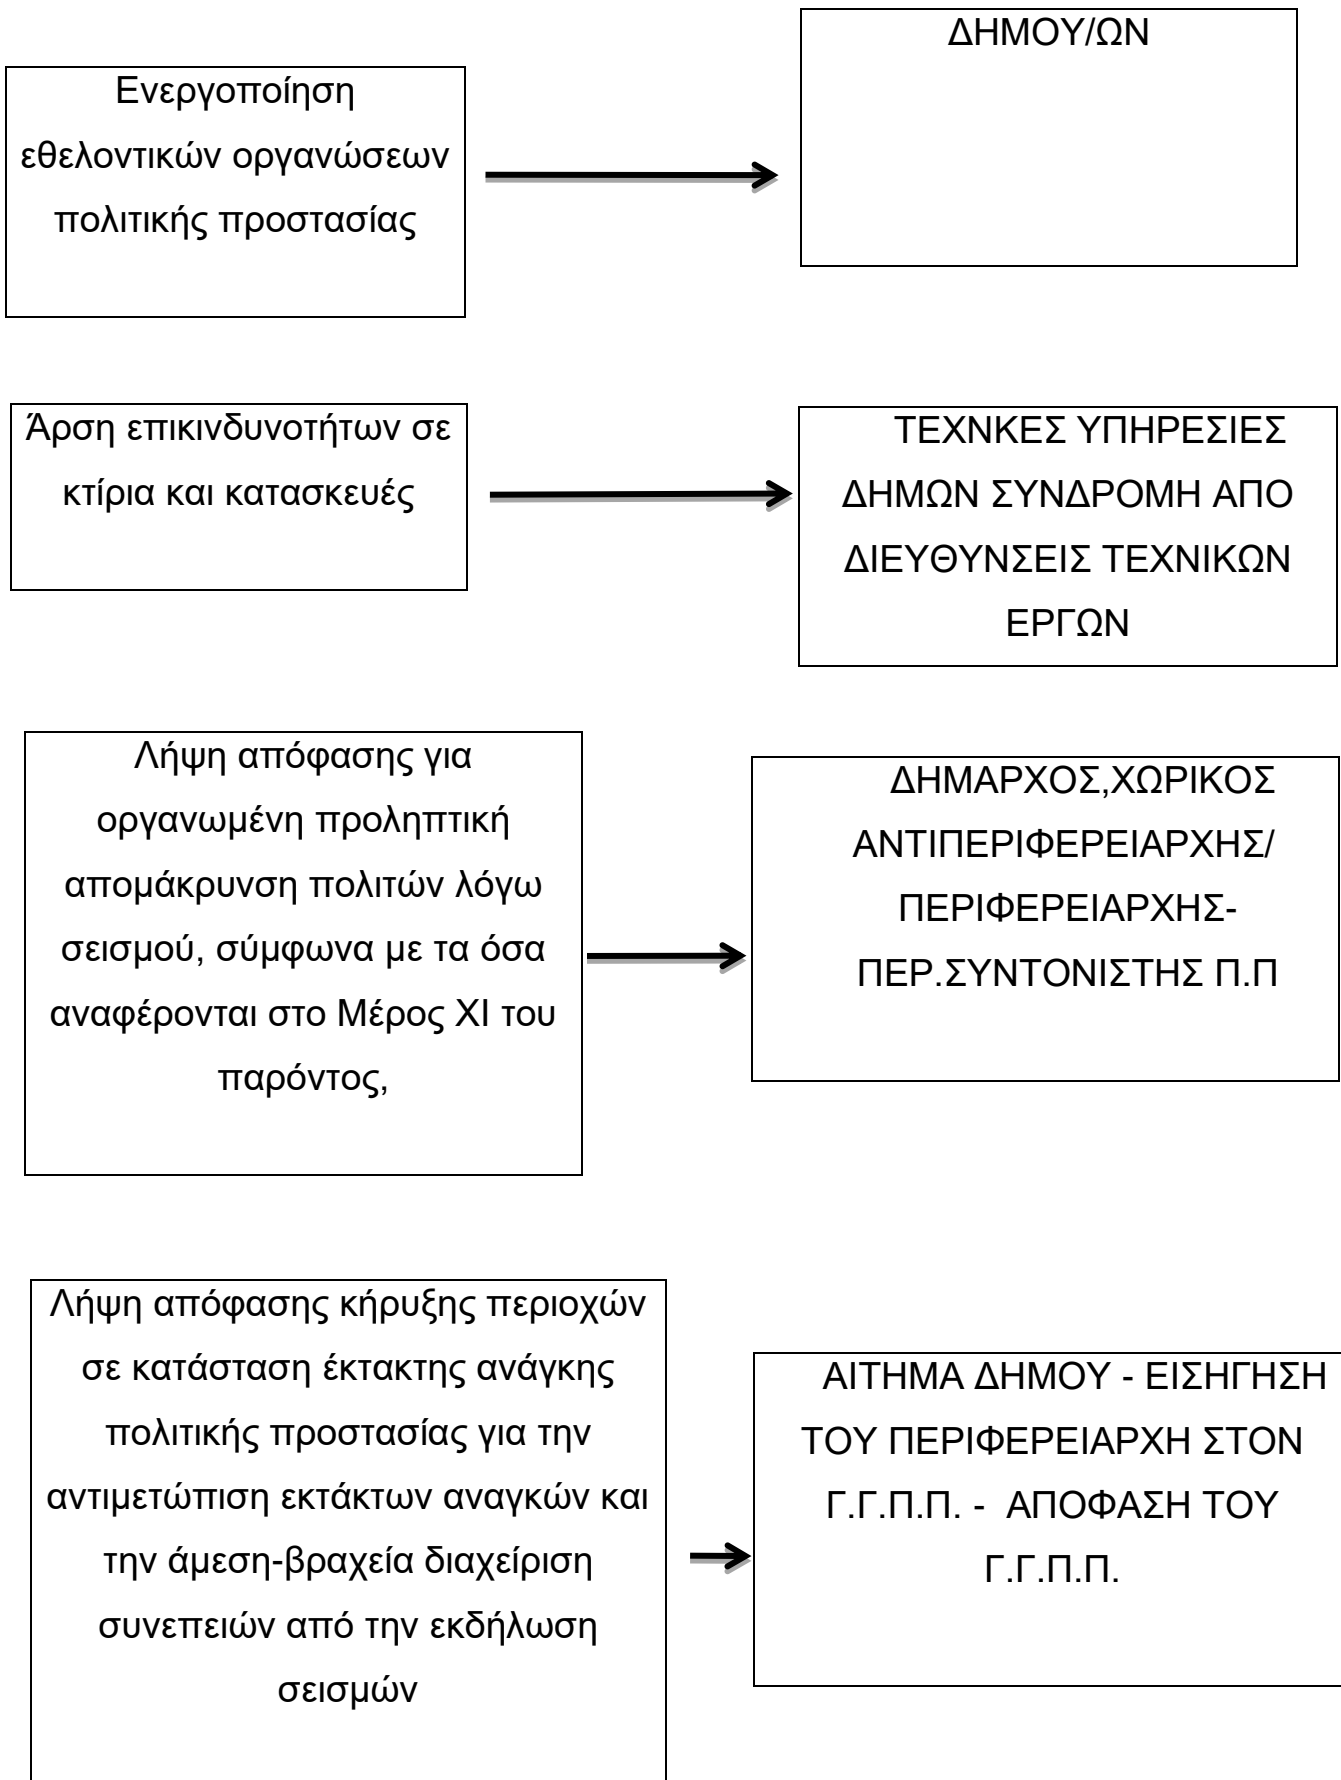 Ενεργοποίηση
εθελοντικών οργανώσεων
πολιτικής προστασίας
ΔΗΜΟΥ/ΩΝ
Άρση επικινδυνοτήτων σε
κτίρια και κατασκευές
ΤΕΧΝΚΕΣ ΥΠΗΡΕΣΙΕΣ
ΔΗΜΩΝ ΣΥΝΔΡΟΜΗ ΑΠΟ
ΔΙΕΥΘΥΝΣΕΙΣ ΤΕΧΝΙΚΩΝ
ΕΡΓΩΝ
Λήψη απόφασης για
οργανωμένη προληπτική
απομάκρυνση πολιτών λόγω
σεισμού, σύμφωνα με τα όσα
αναφέρονται στο Μέρος ΧΙ του
παρόντος,
ΔΗΜΑΡΧΟΣ,ΧΩΡΙΚΟΣ
ΑΝΤΙΠΕΡΙΦΕΡΕΙΑΡΧΗΣ/
ΠΕΡΙΦΕΡΕΙΑΡΧΗΣ-
ΠΕΡ.ΣΥΝΤΟΝΙΣΤΗΣ Π.Π
Λήψη απόφασης κήρυξης περιοχών
σε κατάσταση έκτακτης ανάγκης
πολιτικής προστασίας για την
αντιμετώπιση εκτάκτων αναγκών και
την άμεση-βραχεία διαχείριση
συνεπειών από την εκδήλωση
σεισμών
ΑΙΤΗΜΑ ΔΗΜΟΥ - ΕΙΣΗΓΗΣΗ
ΤΟΥ ΠΕΡΙΦΕΡΕΙΑΡΧΗ ΣΤΟΝ
Γ.Γ.Π.Π. - ΑΠΟΦΑΣΗ ΤΟΥ
Γ.Γ.Π.Π.